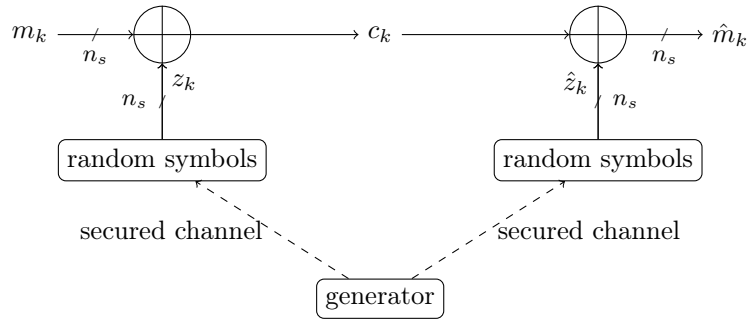 m_k n_s c_k n_s \hat{m}_k
n_s z_k \hat{z}_k n_s
random symbols random symbols
secured channel secured channel
generator